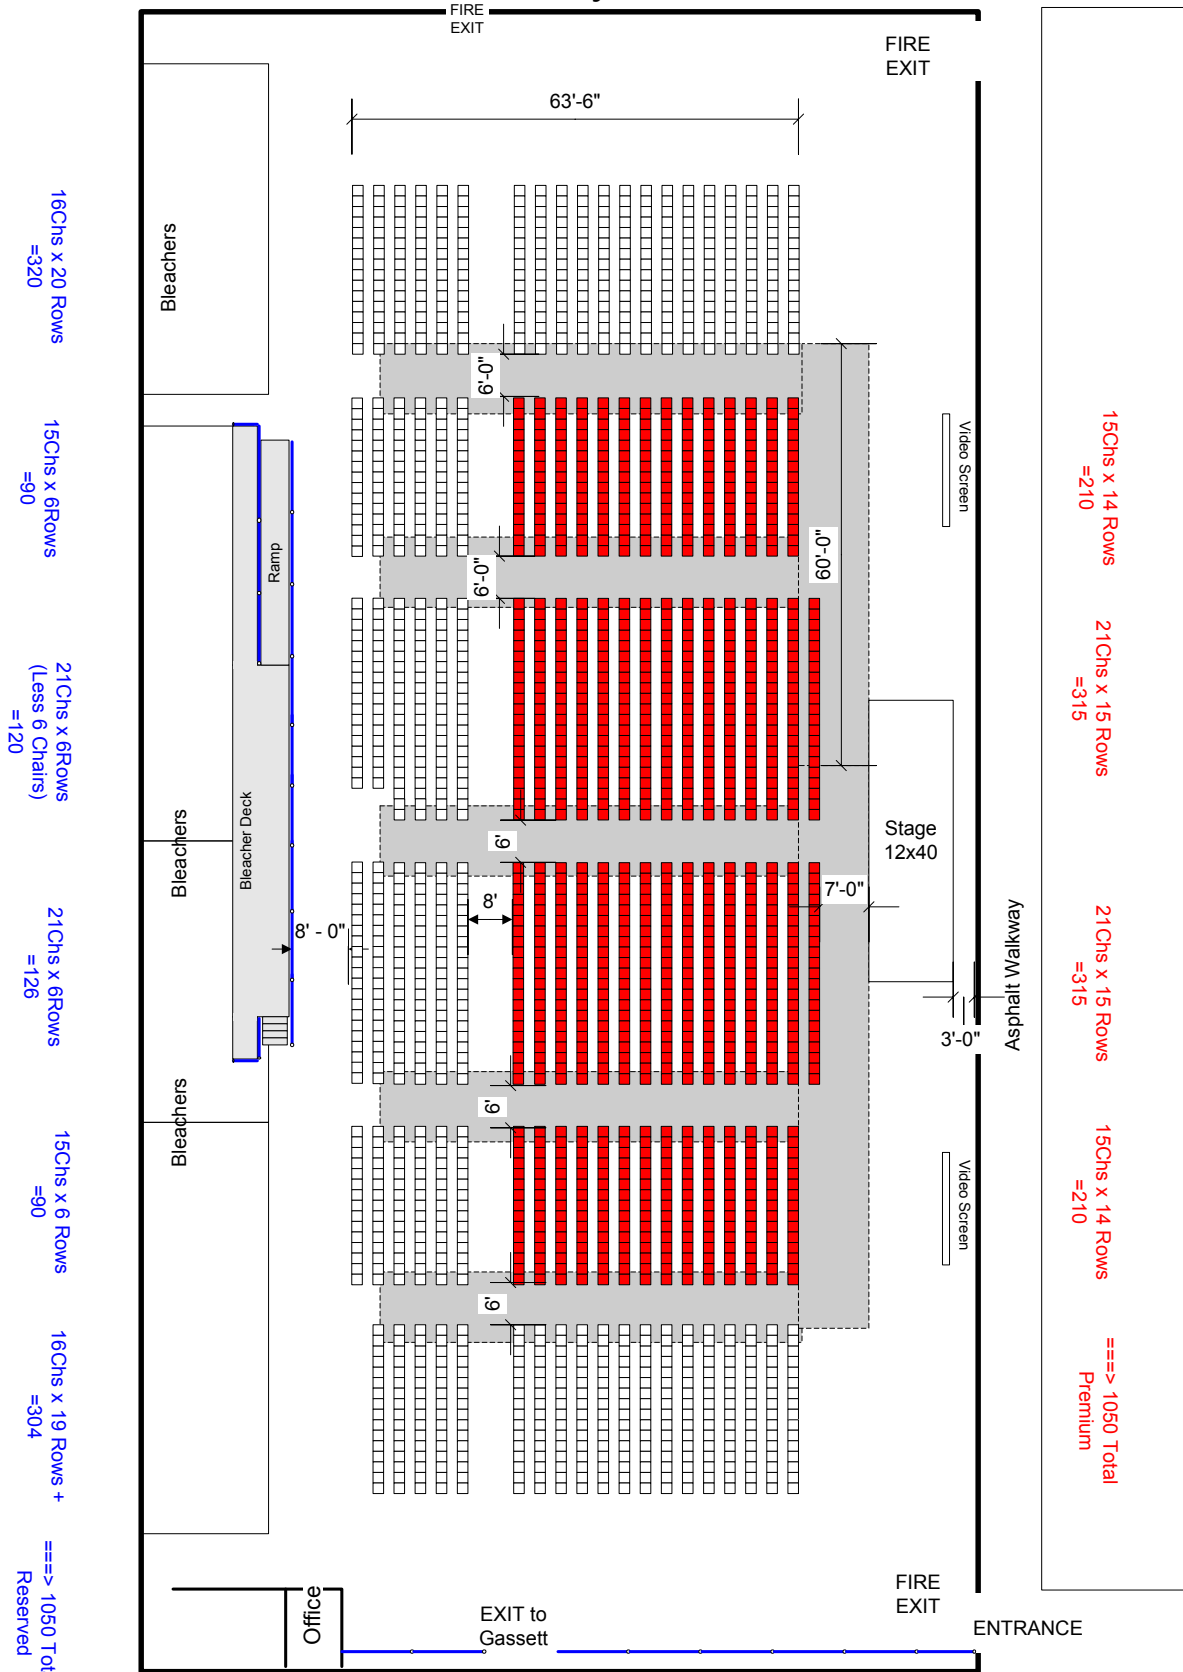 FIRE
EXIT
FIRE
EXIT
63'-6"
16Chs x 20 Rows
=320
Bleachers
6'-0"
15Chs x 6Rows
=90
Video Screen
15Chs x 14 Rows
=210
Ramp
6'-0"
60'-0"
21Chs x 6Rows
(Less 6 Chairs)
=120
21Chs x 15 Rows
=315
Bleachers
Bleacher Deck
6'
Stage
12x40
7'-0"
8'
8' - 0"
21Chs x 6Rows
=126
Asphalt Walkway
21Chs x 15 Rows
=315
3'-0"
Bleachers
6'
15Chs x 6 Rows
=90
Video Screen
15Chs x 14 Rows
=210
6'
16Chs x 19 Rows +
=304
===> 1050 Total
Premium
===> 1050 Tot
Reserved
Office
EXIT to
Gassett
FIRE
EXIT
ENTRANCE